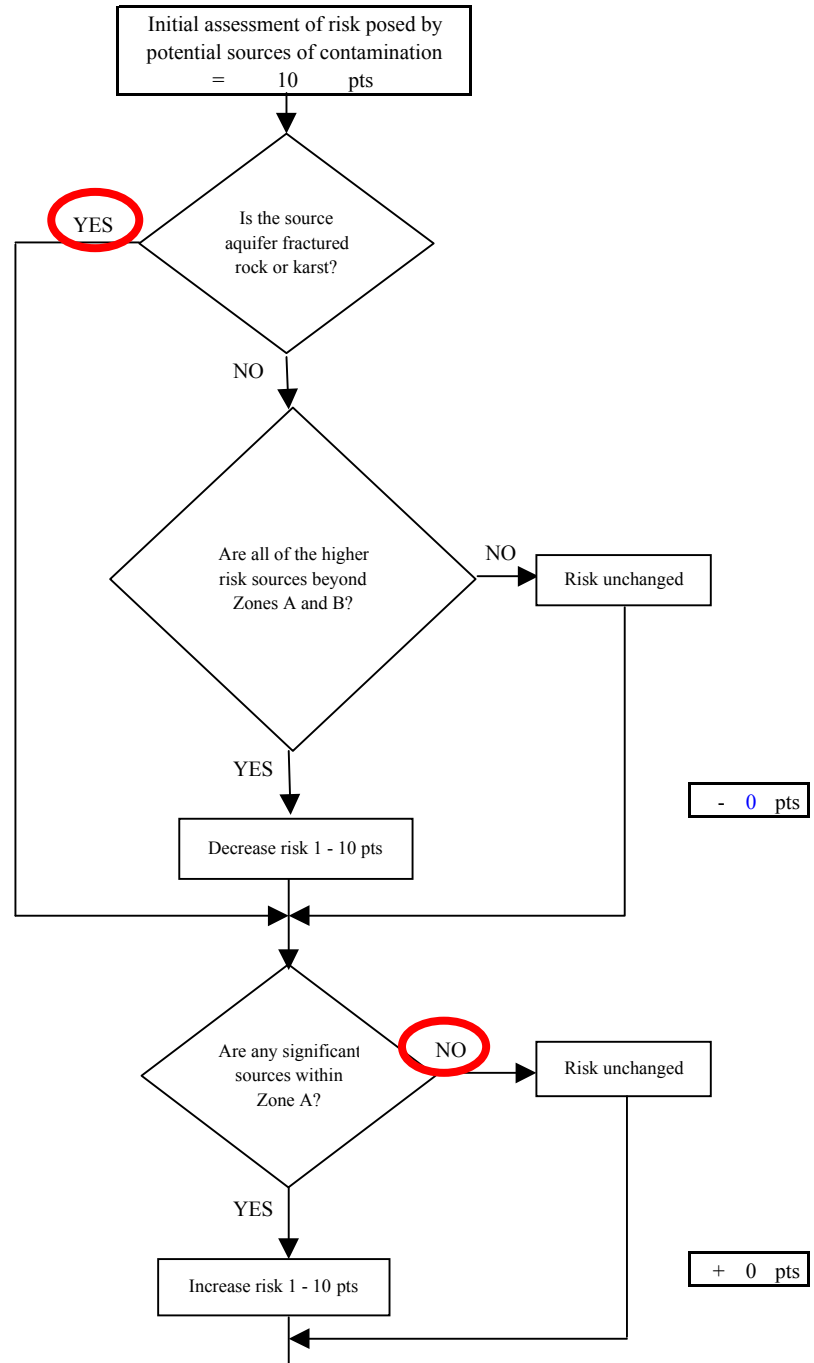 Initial assessment of risk posed by
potential sources of contamination
= 10 pts
YES
Is the source
aquifer fractured
rock or karst?
NO
Are all of the higher
risk sources beyond
Zones A and B?
NO
Risk unchanged
YES
- 0 pts
Decrease risk 1 - 10 pts
Are any significant
sources within
Zone A?
NO
Risk unchanged
YES
+ 0 pts
Increase risk 1 - 10 pts